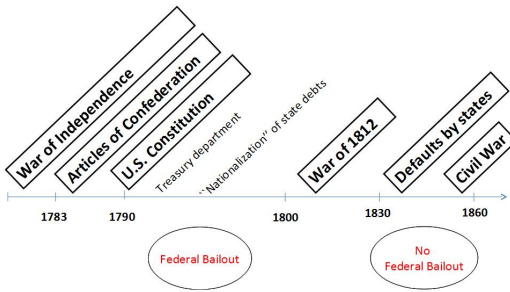 War of Independence
Articles of Confederation
U.S. Constitution
Treasury department
``Nationalization'' of state debts
War of 1812
Defaults by states
Civil War
1783
1790
1800
1830
1860
Federal Bailout
No
Federal Bailout